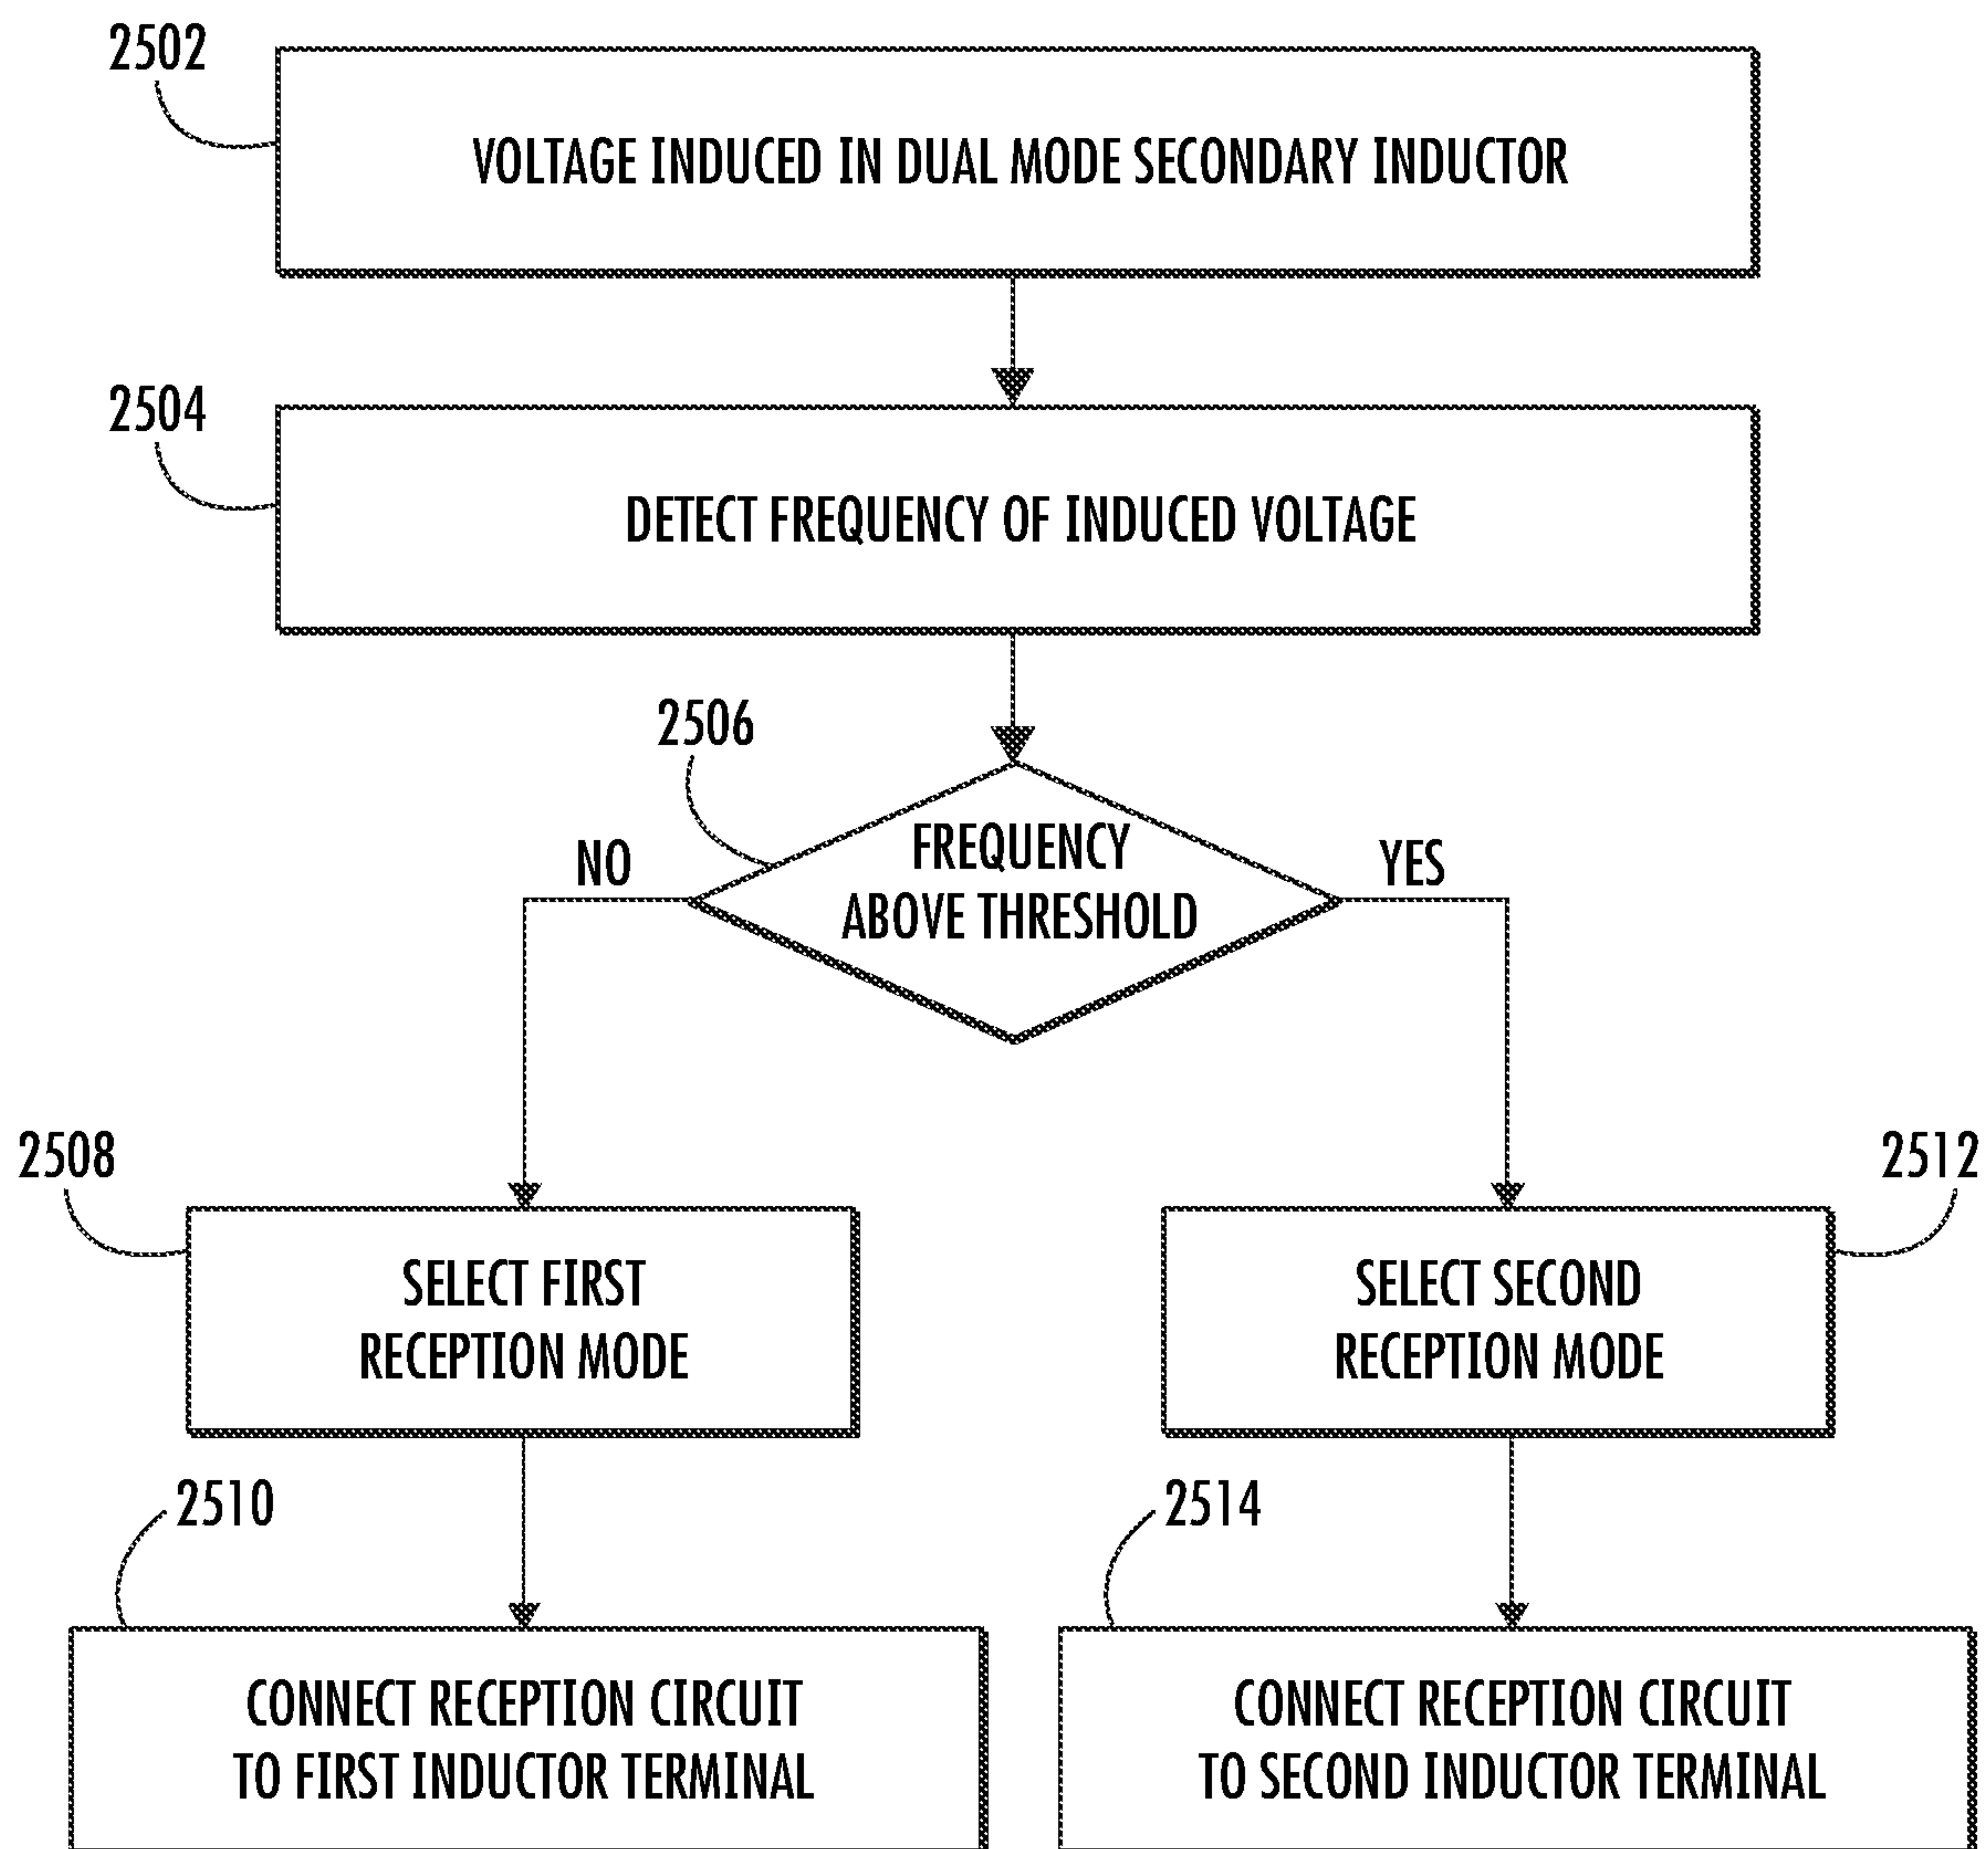 2502
VOLTAGE INDUCED IN DUAL MODE SECONDARY INDUCTOR
2504
DETECT FREQUENCY OF INDUCED VOLTAGE
2506
FREQUENCY
ABOVE THRESHOLD
NO
YES
2508
SELECT FIRST
RECEPTION MODE
2512
SELECT SECOND
RECEPTION MODE
2510
CONNECT RECEPTION CIRCUIT
TO FIRST INDUCTOR TERMINAL
2514
CONNECT RECEPTION CIRCUIT
TO SECOND INDUCTOR TERMINAL